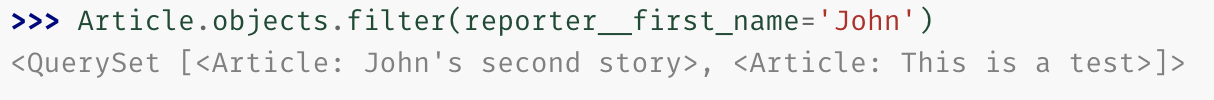 >>> Article.objects.filter(reporter__first_name='John')
<QuerySet [<Article: John's second story>, <Article: This is a test>]>